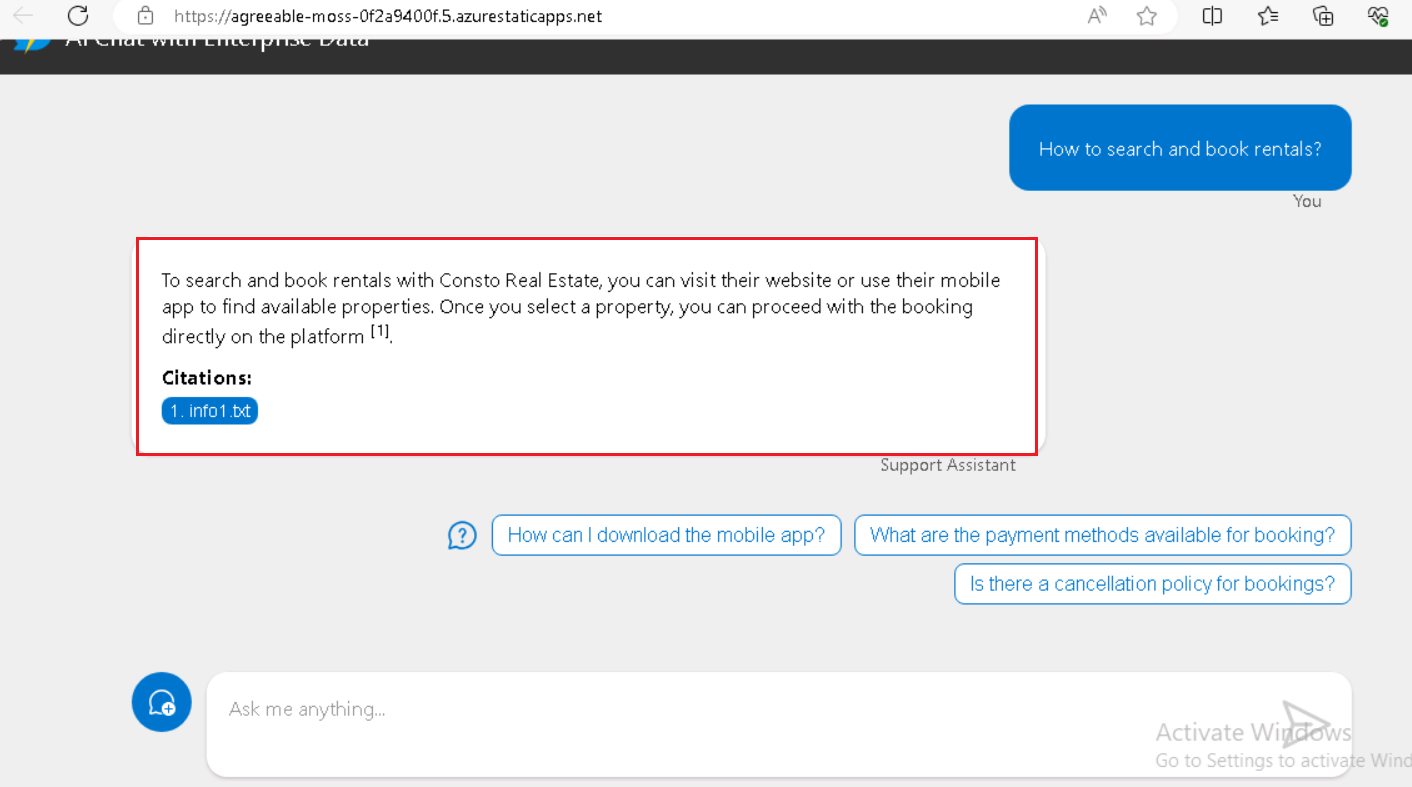 https://agreeable-moss-0f2a9400f.5.azurestaticapps.net
AI Chat with Enterprise Data
How to search and book rentals?
You
To search and book rentals with Consto Real Estate, you can visit their website or use their mobile
app to find available properties. Once you select a property, you can proceed with the booking
directly on the platform [1].
Citations:
1. info1.txt
Support Assistant
How can I download the mobile app?
What are the payment methods available for booking?
Is there a cancellation policy for bookings?
Ask me anything...
Activate Windows
Go to Settings to activate Wind